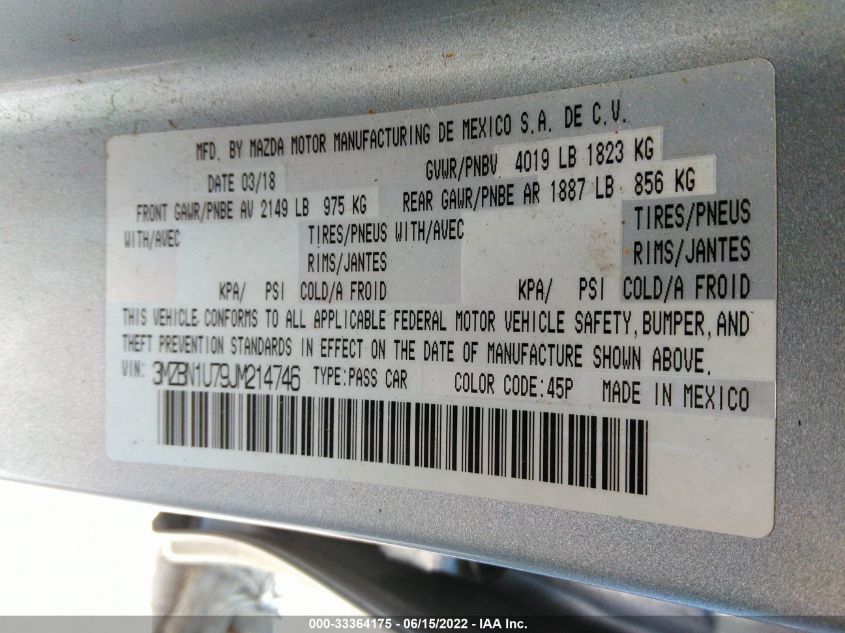 MFD. BY MAZDA MOTOR MANUFACTURING DE MEXICO S.A. DE C.V.
DATE 03/18 GVWR/PNBV 4019 LB 1823 KG
FRONT GAWR/PNBE AV 2149 LB 975 KG REAR GAWR/PNBE AR 1887 LB 856 KG
WITH/AVEC TIRES/PNEUS WITH/AVEC TIRES/PNEUS
RIMS/JANTES RIMS/JANTES
KPA/ PSI COLD/A FROID KPA/ PSI COLD/A FROID
THIS VEHICLE CONFORMS TO ALL APPLICABLE FEDERAL MOTOR VEHICLE SAFETY, BUMPER, AND
THEFT PREVENTION STANDARDS IN EFFECT ON THE DATE OF MANUFACTURE SHOWN ABOVE.
VIN: 3MZBN1U79JM214746 TYPE:PASS CAR COLOR CODE:45P MADE IN MEXICO
000-33364175 - 06/15/2022 - IAA Inc.